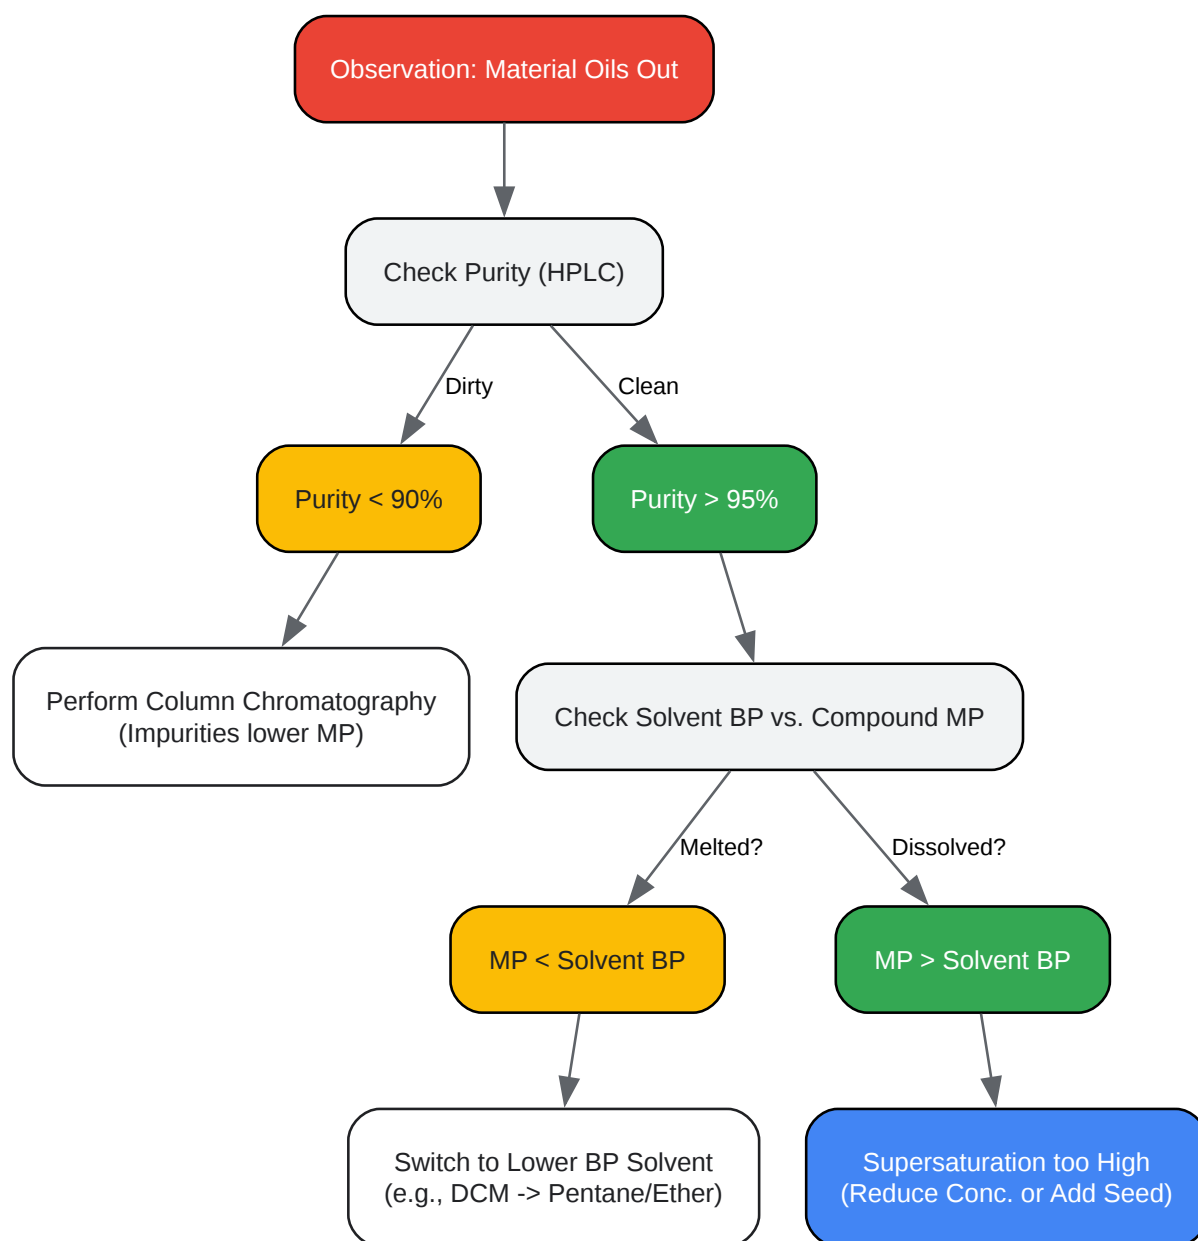 Observation: Material Oils Out
Check Purity (HPLC)
Dirty
Clean
Purity < 90%
Purity > 95%
Perform Column Chromatography
(Impurities lower MP)
Check Solvent BP vs. Compound MP
Melted?
Dissolved?
MP < Solvent BP
MP > Solvent BP
Switch to Lower BP Solvent
(e.g., DCM -> Pentane/Ether)
Supersaturation too High
(Reduce Conc. or Add Seed)